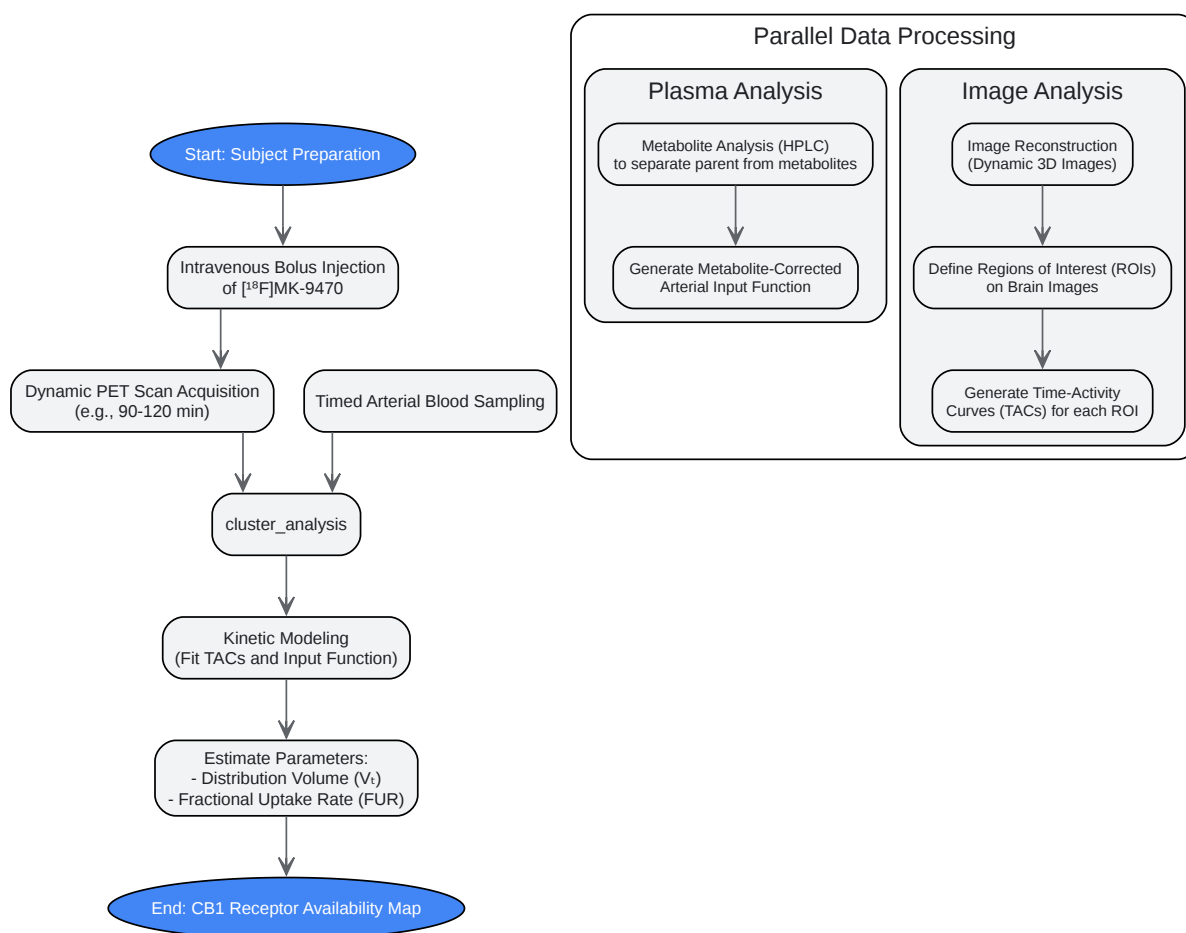 Start: Subject Preparation
Intravenous Bolus Injection
of [¹⁸F]MK-9470
Dynamic PET Scan Acquisition
(e.g., 90-120 min)
Timed Arterial Blood Sampling
cluster_analysis
Kinetic Modeling
(Fit TACs and Input Function)
Estimate Parameters:
- Distribution Volume (Vₜ)
- Fractional Uptake Rate (FUR)
End: CB1 Receptor Availability Map
Parallel Data Processing
Plasma Analysis
Metabolite Analysis (HPLC)
to separate parent from metabolites
Generate Metabolite-Corrected
Arterial Input Function
Image Analysis
Image Reconstruction
(Dynamic 3D Images)
Define Regions of Interest (ROIs)
on Brain Images
Generate Time-Activity
Curves (TACs) for each ROI